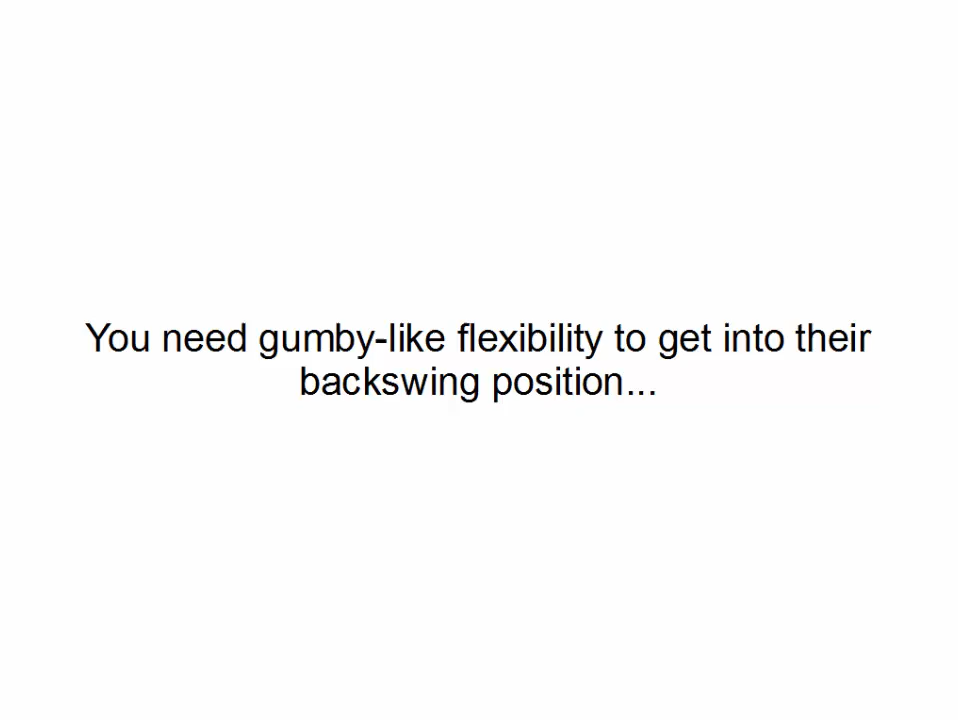 You need gumby-like flexibility to get into their
backswing position...